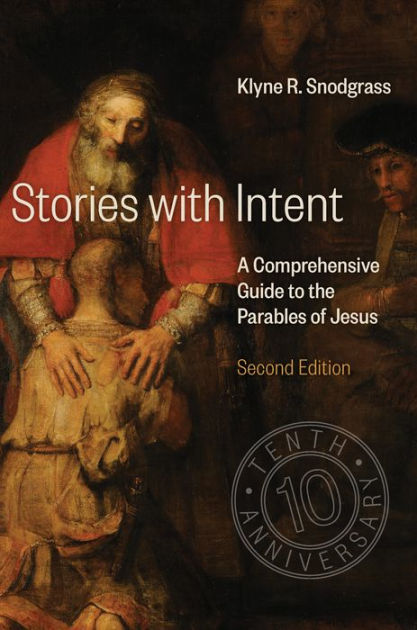 Klyne R. Snodgrass
Stories with Intent
A Comprehensive
Guide to the
Parables of Jesus
Second Edition
TENTH
10
ANNIVERSARY